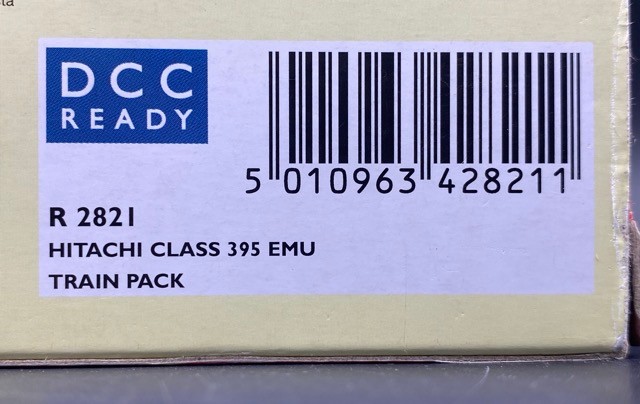 DCC
READY
5 010963 428211
R 2821
HITACHI CLASS 395 EMU
TRAIN PACK